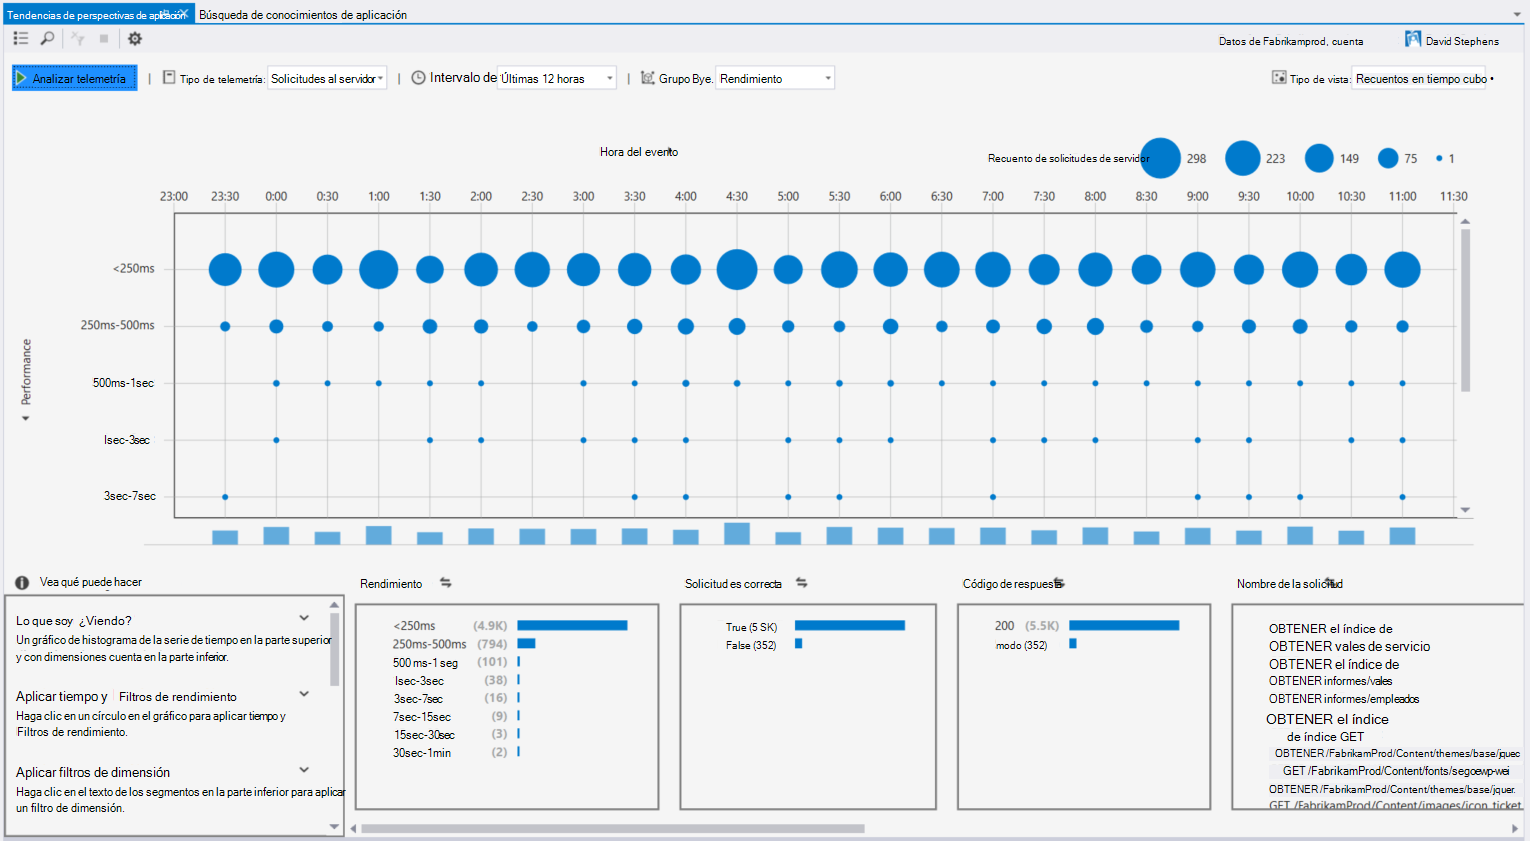 Tendencias de perspectivas de aplicación
Búsqueda de conocimientos de aplicación
Datos de Fabrikamprod, cuenta
David Stephens
Analizar telemetría
Tipo de telemetría: Solicitudes al servidor
Intervalo de Últimas 12 horas
Grupo Bye. Rendimiento
Tipo de vista: Recuentos en tiempo cubo
Hora del evento
Recuento de solicitudes de servidor 298 223 149 75 1
23:00 23:30 0:00 0:30 1:00 1:30 2:00 2:30 3:00 3:30 4:00 4:30 5:00 5:30 6:00 6:30 7:00 7:30 8:00 8:30 9:00 9:30 10:00 10:30 11:00 11:30
Performance
<250ms
250ms-500ms
500ms-1sec
1sec-3sec
3sec-7sec
Vea qué puede hacer
Lo que soy ¿Viendo?
Un gráfico de histograma de la serie de tiempo en la parte superior
y con dimensiones cuenta en la parte inferior.
Aplicar tiempo y Filtros de rendimiento
Haga clic en un círculo en el gráfico para aplicar tiempo y
Filtros de rendimiento.
Aplicar filtros de dimensión
Haga clic en el texto de los segmentos en la parte inferior para aplicar
un filtro de dimensión.
Rendimiento
<250ms (4.9K)
250ms-500ms (794)
500 ms-1 seg (101)
1sec-3sec (38)
3sec-7sec (16)
7sec-15sec (9)
15sec-30sec (3)
30sec-1min (2)
Solicitud es correcta
True (5 SK)
False (352)
Código de respuesta
200 (5.5K)
modo (352)
Nombre de la solicitud
OBTENER el índice de
OBTENER vales de servicio
OBTENER el índice de
OBTENER informes/vales
OBTENER informes/empleados
OBTENER el índice
de índice GET
OBTENER /FabrikamProd/Content/themes/base/jquec
GET /FabrikamProd/Content/fonts/segoewp-wei
OBTENER /FabrikamProd/Content/themes/base/jquer.
GET /FabrikamProd/Content/images/icon_ticket